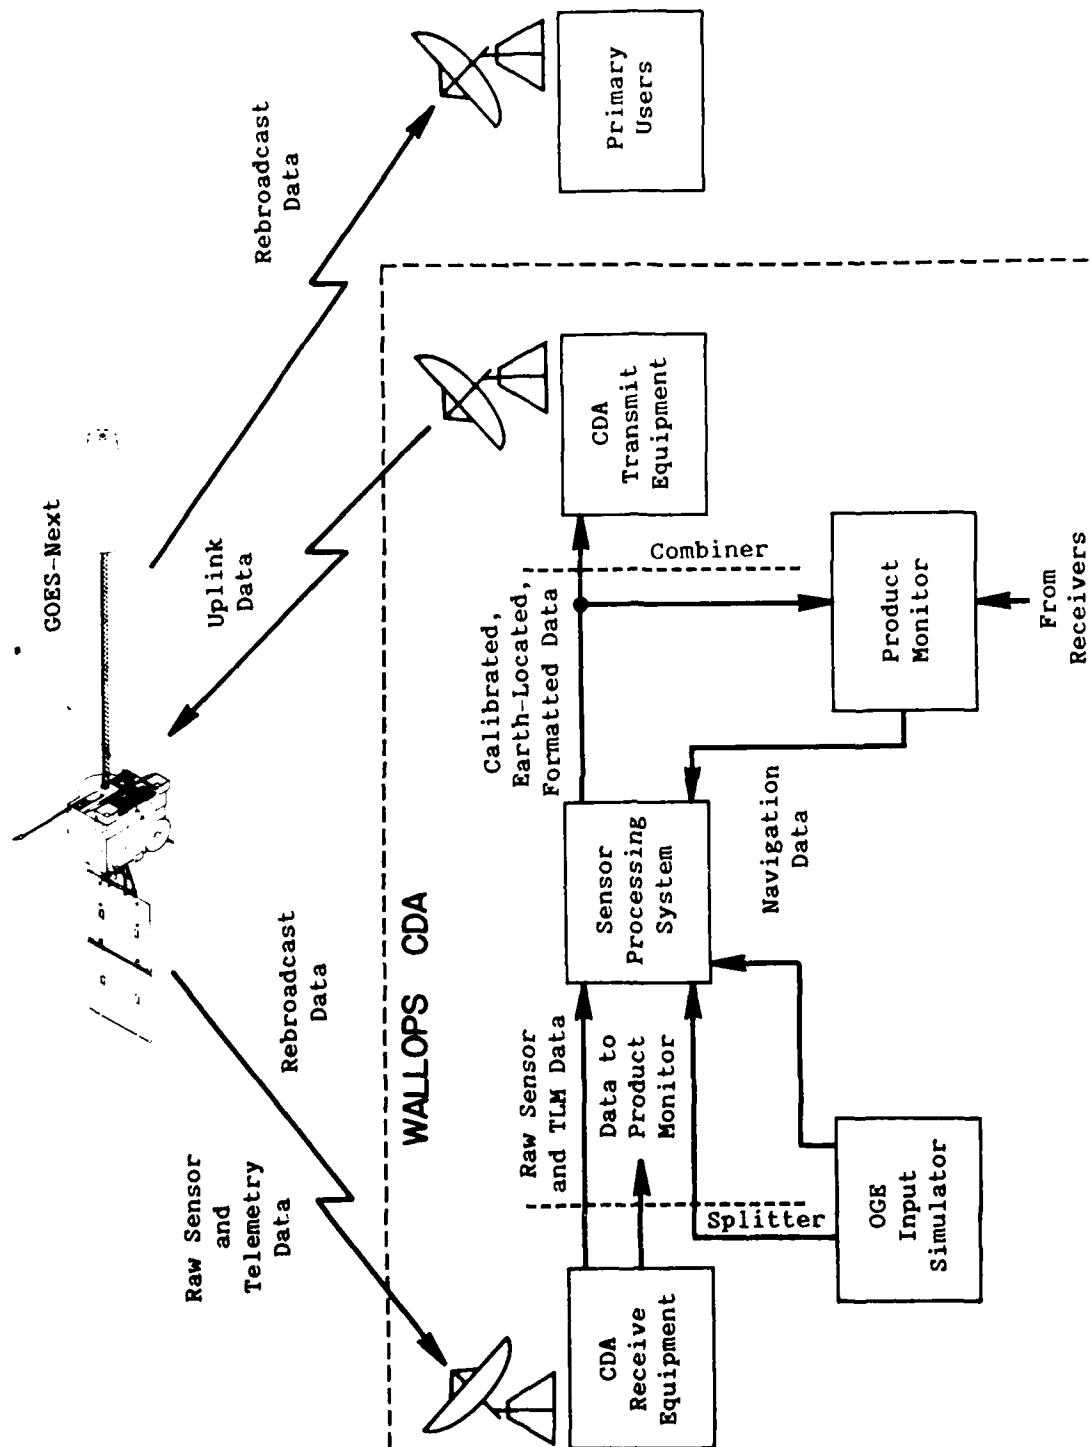 GOES-Next
Raw Sensor
and
Telemetry
Data
Rebroadcast
Data
Uplink
Data
Rebroadcast
Data
WALLOPS CDA
CDA
Receive
Equipment
Raw Sensor
and TLM Data
Data to
Product
Monitor
Splitter
OGE
Input
Simulator
Sensor
Processing
System
Navigation
Data
Calibrated,
Earth-Located,
Formatted Data
Combiner
CDA
Transmit
Equipment
Product
Monitor
From
Receivers
Primary
Users